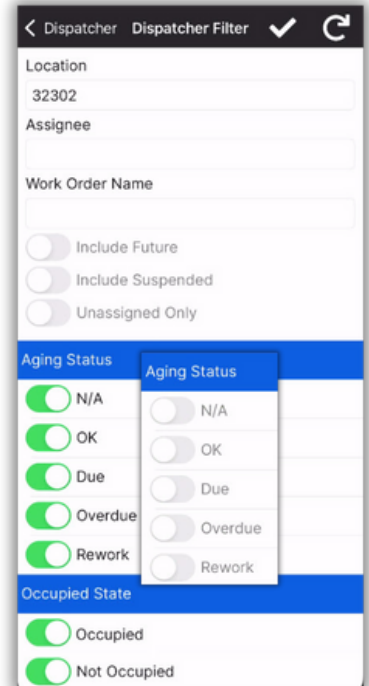 Dispatcher Dispatcher Filter
Location
32302
Assignee
Work Order Name
Include Future
Include Suspended
Unassigned Only
Aging Status
N/A
OK
Due
Overdue
Rework
Aging Status
N/A
OK
Due
Overdue
Rework
Occupied State
Occupied
Not Occupied